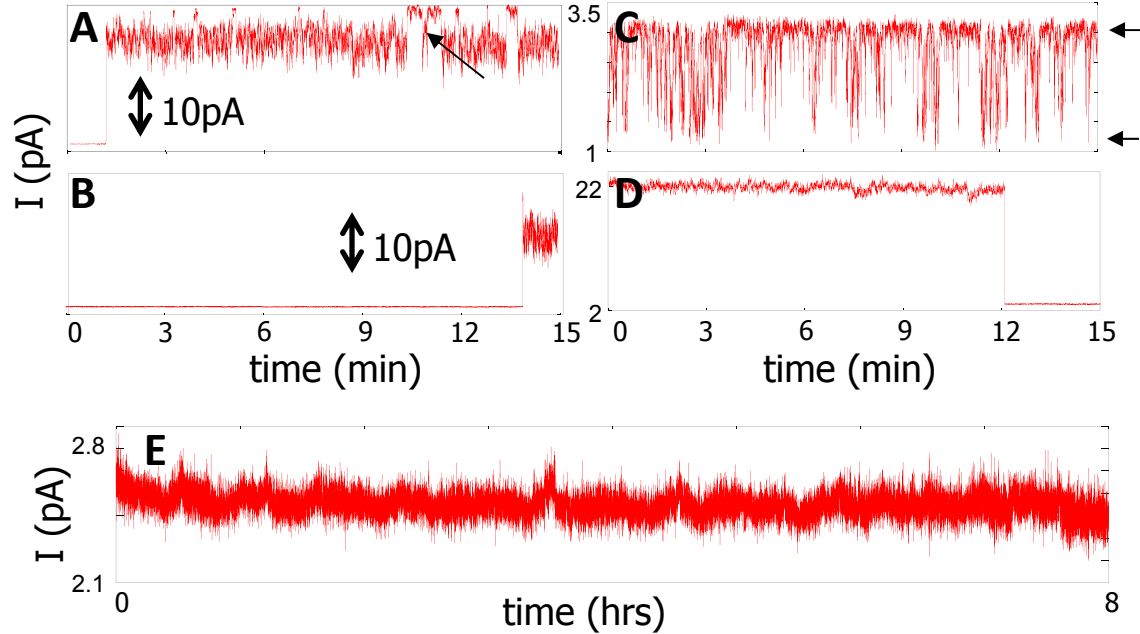 A
10pA
I (pA)
B
10pA
0 3 6 9 12 15
time (min)
3.5
C
1
22
D
2
0 3 6 9 12 15
time (min)
E
2.8
I (pA)
2.1
0 8
time (hrs)